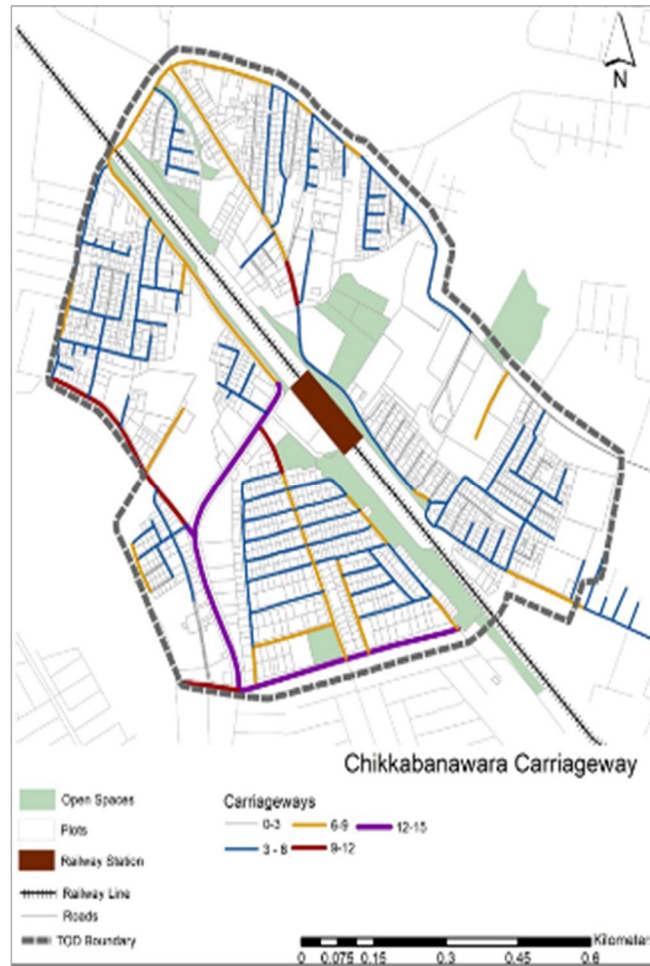 N
Chikkabanawara Carriageway
Open Spaces
Plots
Railway Station
Railway Line
Roads
TOD Boundary
Carriageways
0-3
6-9
12-15
3 - 6
9-12
Kilometers
0 0.075 0.15 0.3 0.45 0.6